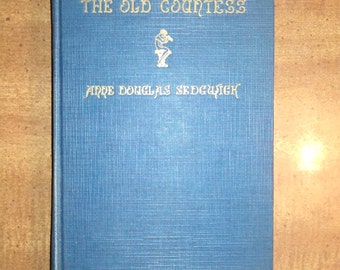 THE OLD COUNTESS
ANNE DOUGLAS SEDGWICK